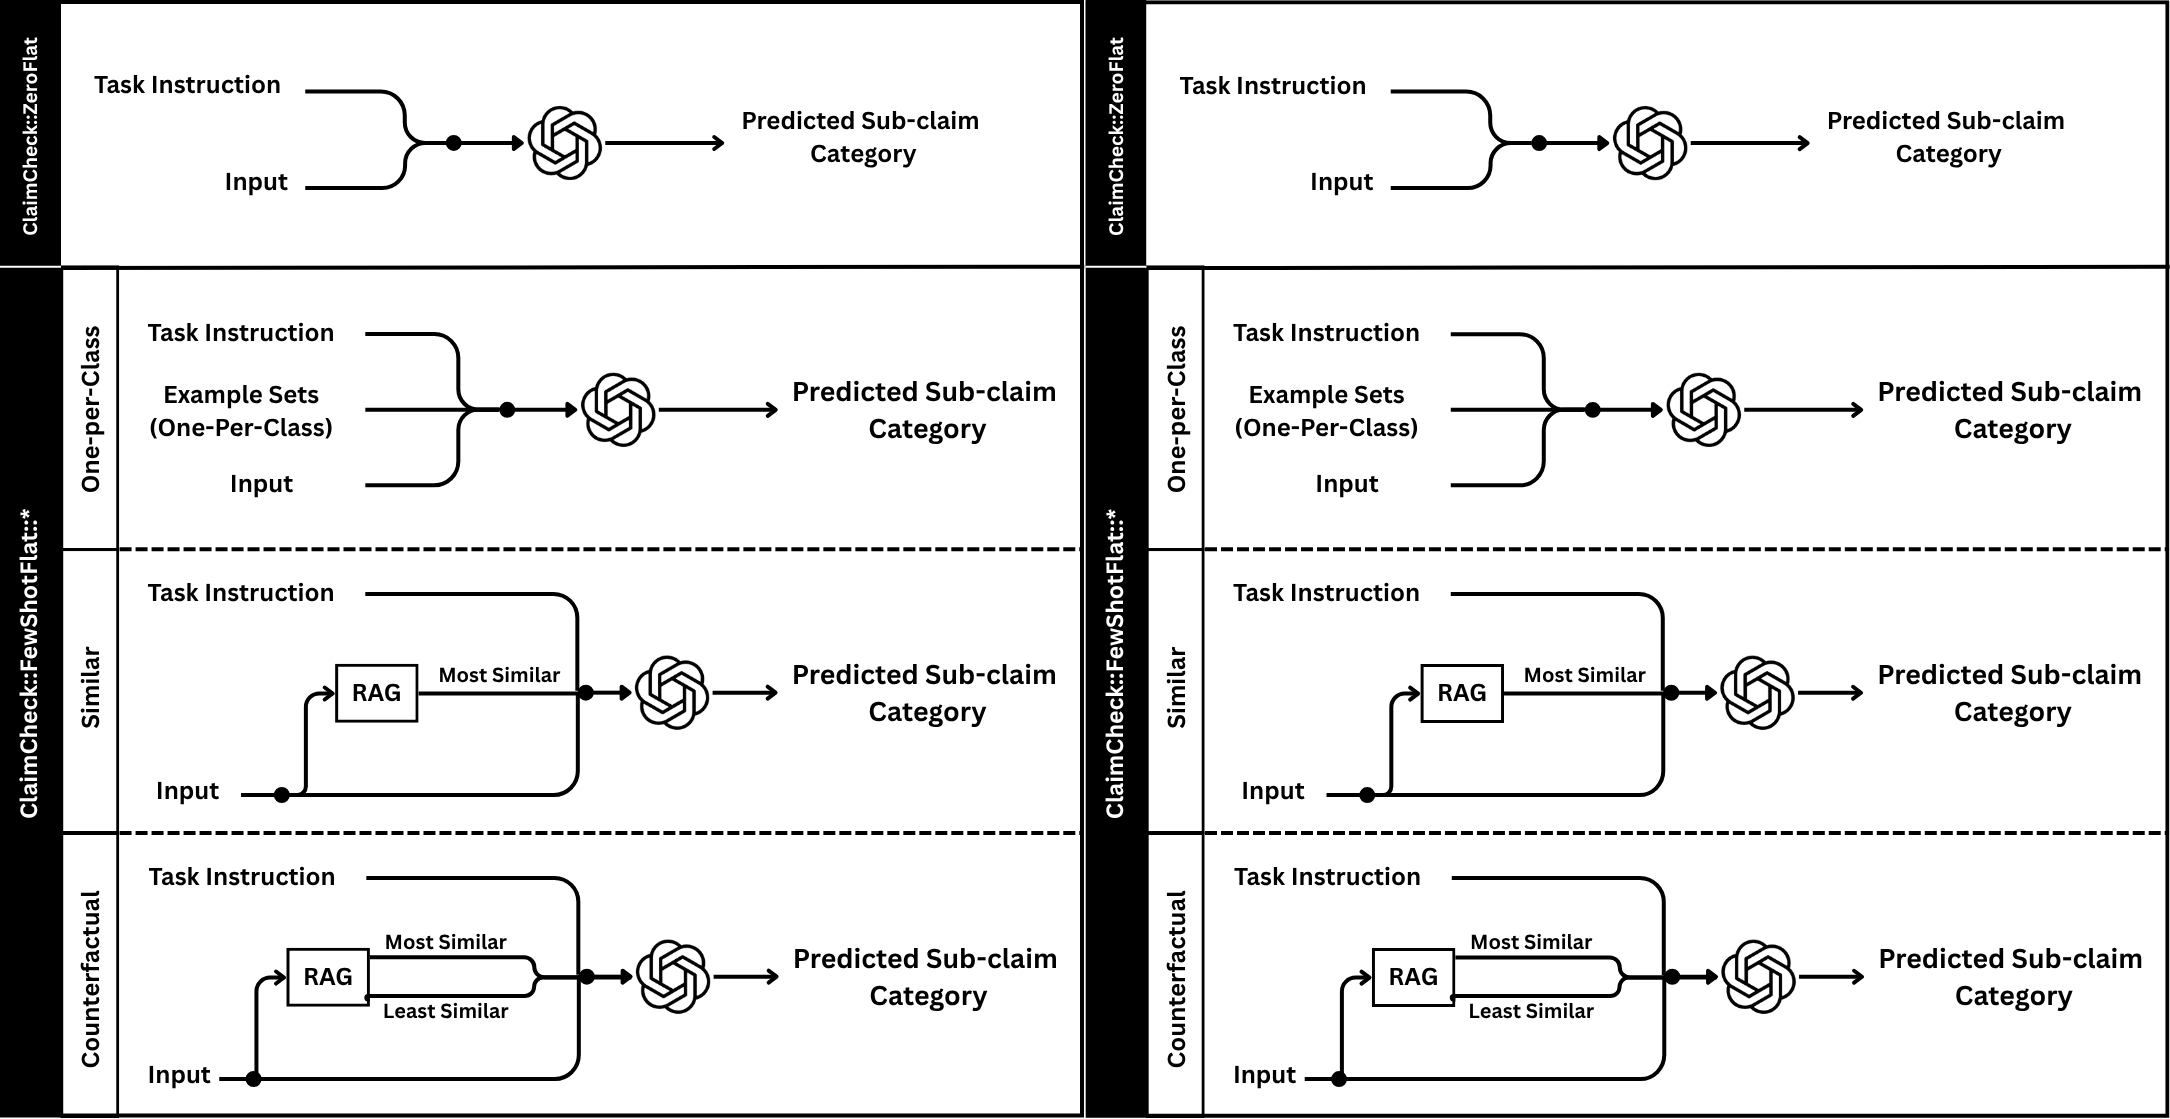 ClaimCheck::ZeroFlat
Task Instruction
Input
Predicted Sub-claim
Category
ClaimCheck::FewShotFlat::*
One-per-Class
Task Instruction
Example Sets
(One-Per-Class)
Input
Predicted Sub-claim
Category
Similar
Task Instruction
RAG
Most Similar
Input
Predicted Sub-claim
Category
Counterfactual
Task Instruction
RAG
Most Similar
Least Similar
Input
Predicted Sub-claim
Category
ClaimCheck::ZeroFlat
Task Instruction
Input
Predicted Sub-claim
Category
ClaimCheck::FewShotFlat::*
One-per-Class
Task Instruction
Example Sets
(One-Per-Class)
Input
Predicted Sub-claim
Category
Similar
Task Instruction
RAG
Most Similar
Input
Predicted Sub-claim
Category
Counterfactual
Task Instruction
RAG
Most Similar
Least Similar
Input
Predicted Sub-claim
Category